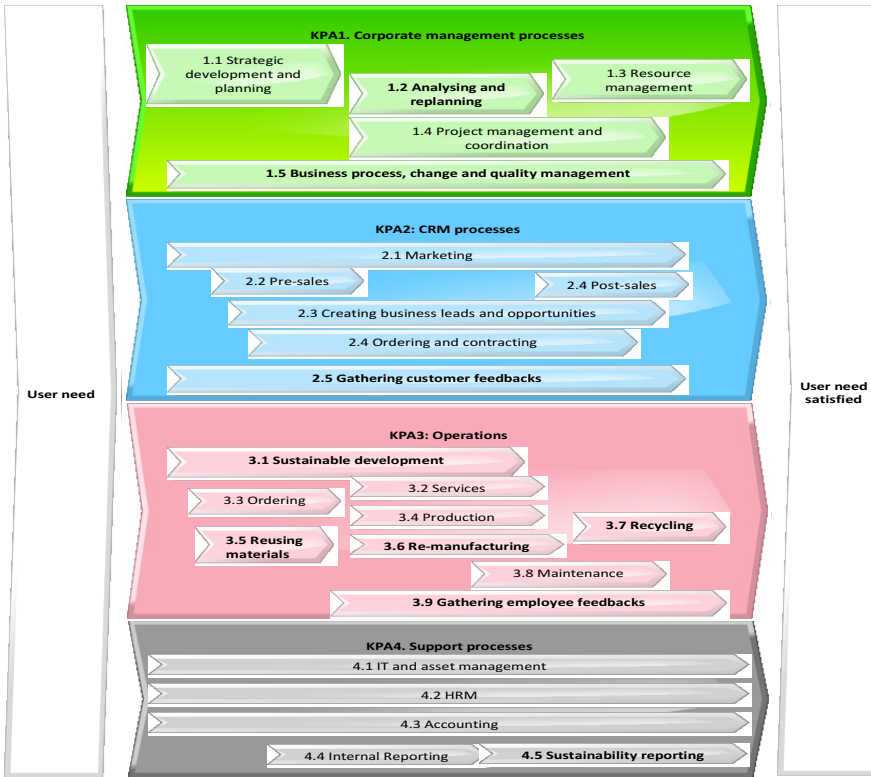 KPA1. Corporate management processes
1.1 Strategic
development and
planning
1.2 Analysing and
replanning
1.3 Resource
management
1.4 Project management and
coordination
1.5 Business process, change and quality management
KPA2: CRM processes
2.1 Marketing
2.2 Pre-sales
2.4 Post-sales
2.3 Creating business leads and opportunities
2.4 Ordering and contracting
2.5 Gathering customer feedbacks
User need
User need
satisfied
KPA3: Operations
3.1 Sustainable development
3.2 Services
3.3 Ordering
3.4 Production
3.5 Reusing
materials
3.6 Re-manufacturing
3.7 Recycling
3.8 Maintenance
3.9 Gathering employee feedbacks
KPA4. Support processes
4.1 IT and asset management
4.2 HRM
4.3 Accounting
4.4 Internal Reporting
4.5 Sustainability reporting